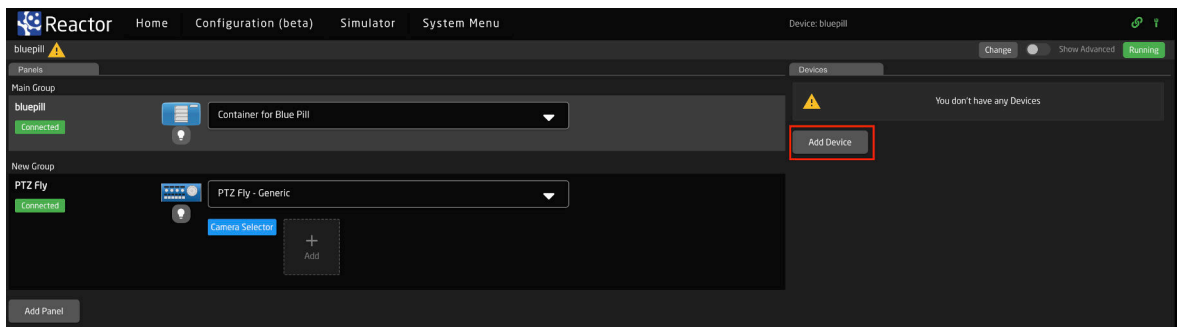 Reactor Home Configuration (beta) Simulator System Menu Device: bluepill
bluepill Change Show Advanced Running
Panels
Devices
Main Group
bluepill
Connected
Container for Blue Pill
You don't have any Devices
Add Device
New Group
PTZ Fly
Connected
PTZ Fly - Generic
Camera Selector
+
Add
Add Panel